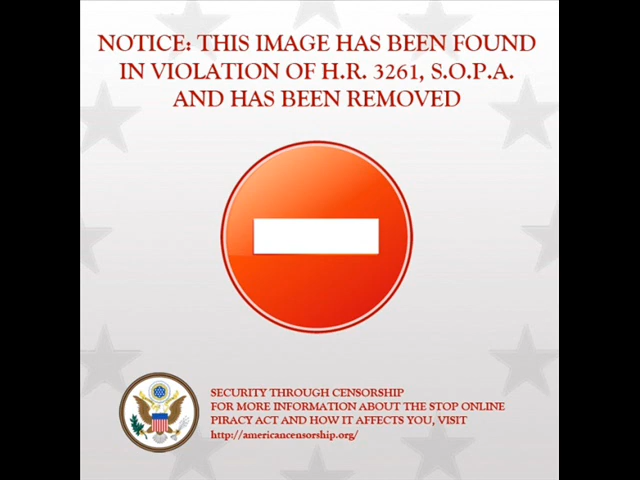 NOTICE: THIS IMAGE HAS BEEN FOUND
IN VIOLATION OF H.R. 3261, S.O.P.A.
AND HAS BEEN REMOVED
SECURITY THROUGH CENSORSHIP
FOR MORE INFORMATION ABOUT THE STOP ONLINE
PIRACY ACT AND HOW IT AFFECTS YOU, VISIT
http://americancensorship.org/